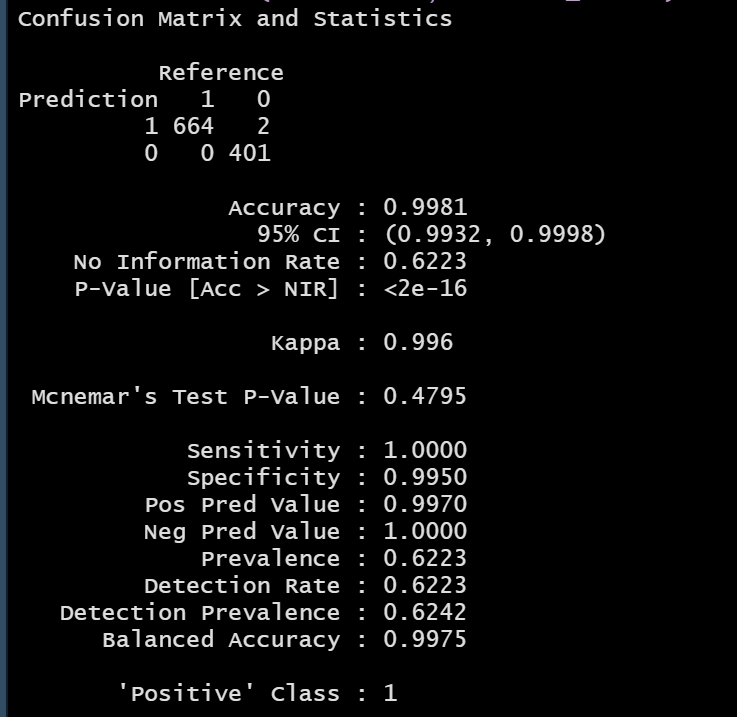 Confusion Matrix and Statistics
Reference
Prediction 1 0
1 664 2
0 0 401
Accuracy : 0.9981
95% CI : (0.9932, 0.9998)
No Information Rate : 0.6223
P-Value [Acc > NIR] : <2e-16
Kappa : 0.996
Mcnemar's Test P-Value : 0.4795
Sensitivity : 1.0000
Specificity : 0.9950
Pos Pred Value : 0.9970
Neg Pred Value : 1.0000
Prevalence : 0.6223
Detection Rate : 0.6223
Detection Prevalence : 0.6242
Balanced Accuracy : 0.9975
'Positive' Class : 1